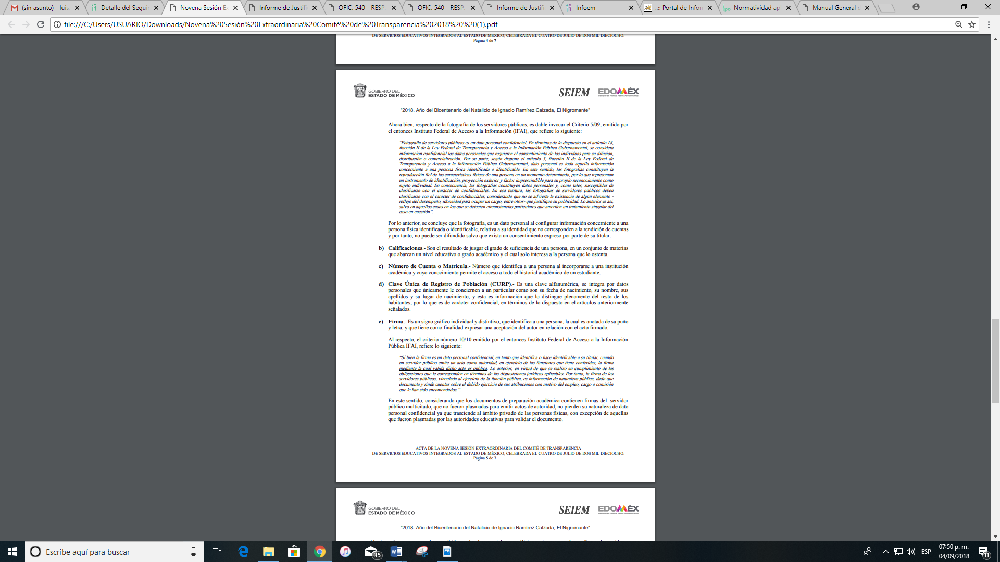 (sin asunto) - luis
Detalle del Seguim
Novena Sesión Ex
Informe de Justifi
OFIC. 540 - RESP.
OFIC. 540 - RESP.
Informe de Justifi
Infoem
..:: Portal de Infor
Normatividad apl
Manual General d
file:///C:/Users/USUARIO/Downloads/Novena%20Sesión%20Extraordinaria%20Comité%20de%20Transparencia%202018%20%20(1).pdf
DE SERVICIOS EDUCATIVOS INTEGRADOS AL ESTADO DE MÉXICO, CELEBRADA EL CUATRO DE JULIO DE DOS MIL DIECIOCHO.
Página 4 de 7
GOBIERNO DEL
ESTADO DE MÉXICO
SEIEM
EDOMÉX
DECISIONES FIRMES, RESULTADOS FUERTES.
"2018. Año del Bicentenario del Natalicio de Ignacio Ramírez Calzada, El Nigromante"
Ahora bien, respecto de la fotografía de los servidores públicos, es dable invocar el Criterio 5/09, emitido por
el entonces Instituto Federal de Acceso a la Información (IFAI), que refiere lo siguiente:
"Fotografía de servidores públicos es un dato personal confidencial. En términos de lo dispuesto en el artículo 18,
fracción II de la Ley Federal de Transparencia y Acceso a la Información Pública Gubernamental, se considera
información confidencial los datos personales que requieren el consentimiento de los individuos para su difusión,
distribución o comercialización. Por su parte, según dispone el artículo 3, fracción II de la Ley Federal de
Transparencia y Acceso a la Información Pública Gubernamental, dato personal es toda aquella información
concerniente a una persona física identificada o identificable. En este sentido, las fotografías constituyen la
reproducción fiel de las características físicas de una persona en un momento determinado, por lo que representan
un instrumento de identificación, proyección exterior y factor imprescindible para su propio reconocimiento como
sujeto individual. En consecuencia, las fotografías constituyen datos personales y, como tales, susceptibles de
clasificarse con el carácter de confidenciales. En esa tesitura, las fotografías de servidores públicos deben
clasificarse con el carácter de confidenciales, considerando que no se advierte la existencia de algún elemento -
reflejo del desempeño, idoneidad para ocupar un cargo, entre otros- que justifique su publicidad. Lo anterior es así,
salvo en aquellos casos en los que se detecten circunstancias particulares que ameriten un tratamiento singular del
caso en cuestión".
Por lo anterior, se concluye que la fotografía, es un dato personal al configurar información concerniente a una
persona física identificada o identificable, relativa a su identidad que no corresponden a la rendición de cuentas
y por tanto, no puede ser difundido salvo que exista un consentimiento expreso por parte de su titular.
b) Calificaciones.- Son el resultado de juzgar el grado de suficiencia de una persona, en un conjunto de materias
que abarcan un nivel educativo o grado académico y el cual solo interesa a la persona que lo ostenta.
c) Número de Cuenta o Matrícula.- Número que identifica a una persona al incorporarse a una institución
académica y cuyo conocimiento permite el acceso a todo el historial académico de un estudiante.
d) Clave Única de Registro de Población (CURP).- Es una clave alfanumérica, se integra por datos
personales que únicamente le conciernen a un particular como son su fecha de nacimiento, su nombre, sus
apellidos y su lugar de nacimiento, y esta es información que lo distingue plenamente del resto de los
habitantes, por lo que es de carácter confidencial, en términos de lo dispuesto en el artículos anteriormente
señalados.
e) Firma.- Es un signo gráfico individual y distintivo, que identifica a una persona, la cual es anotada de su puño
y letra, y que tiene como finalidad expresar una aceptación del autor en relación con el acto firmado.
Al respecto, el criterio número 10/10 emitido por el entonces Instituto Federal de Acceso a la Información
Pública IFAI, refiere lo siguiente:
"Si bien la firma es un dato personal confidencial, en tanto que identifica o hace identificable a su titular, cuando
un servidor público emite un acto como autoridad, en ejercicio de las funciones que tiene conferidas, la firma
mediante la cual valida dicho acto es pública. Lo anterior, en virtud de que se realizó en cumplimiento de las
obligaciones que le corresponden en términos de las disposiciones jurídicas aplicables. Por tanto, la firma de los
servidores públicos, vinculada al ejercicio de la función pública, es información de naturaleza pública, dado que
documenta y rinde cuentas sobre el debido ejercicio de sus atribuciones con motivo del empleo, cargo o comisión
que le han sido encomendados.".
En este sentido, considerando que los documentos de preparación académica contienen firmas del servidor
público multicitado, que no fueron plasmadas para emitir actos de autoridad, no pierden su naturaleza de dato
personal confidencial ya que trasciende al ámbito privado de las personas físicas, con excepción de aquellas
que fueron plasmadas por las autoridades educativas para validar el documento.
ACTA DE LA NOVENA SESIÓN EXTRAORDINARIA DEL COMITÉ DE TRANSPARENCIA
DE SERVICIOS EDUCATIVOS INTEGRADOS AL ESTADO DE MÉXICO, CELEBRADA EL CUATRO DE JULIO DE DOS MIL DIECIOCHO.
Página 5 de 7
GOBIERNO DEL
ESTADO DE MÉXICO
SEIEM
EDOMÉX
DECISIONES FIRMES, RESULTADOS FUERTES.
"2018. Año del Bicentenario del Natalicio de Ignacio Ramírez Calzada, El Nigromante"
Escribe aquí para buscar
35
ESP
07:50 p. m.
04/09/2018
11